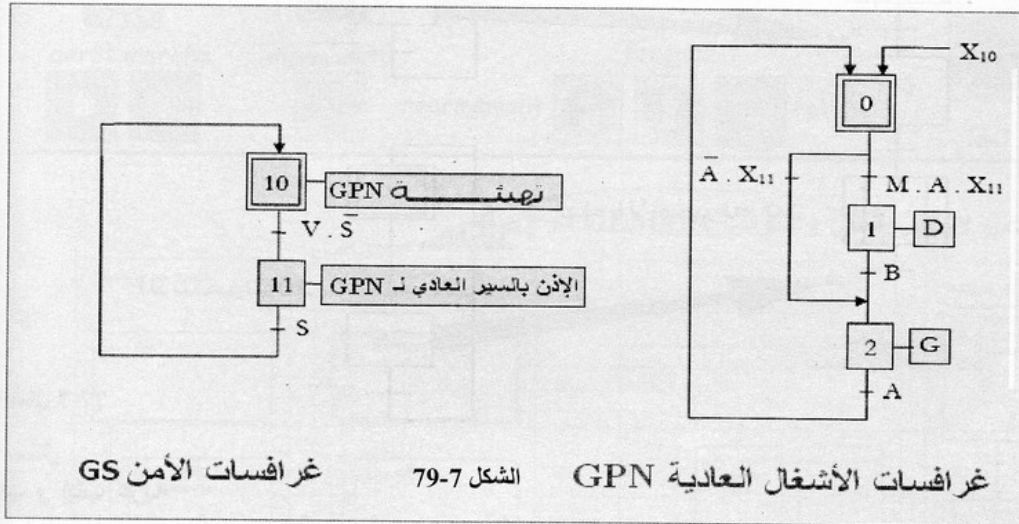 X₁₀
0
Ā . X₁₁
M . A . X₁₁
1
D
B
2
G
A
10
تهيئـــــــة GPN
V . S̄
11
الإذن بالسير العادي لـ GPN
S
غرافسات الأمن GS
الشكل 7-79
غرافسات الأشغال العادية GPN